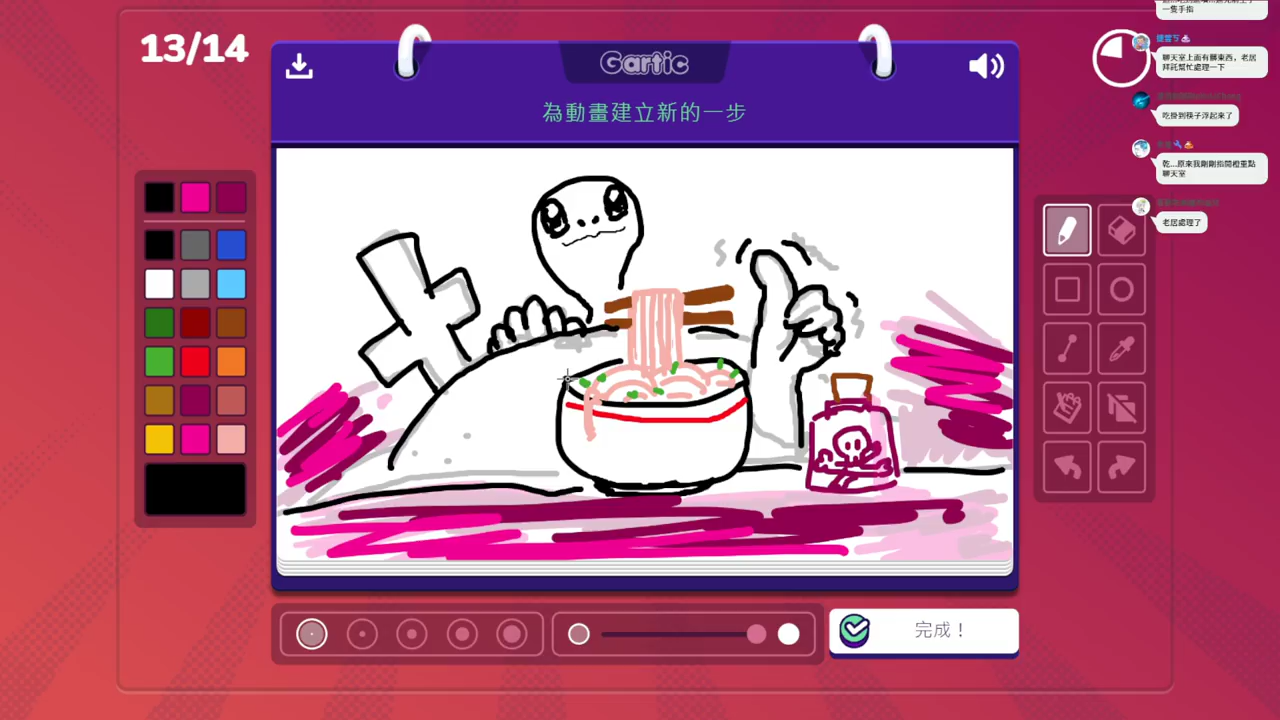 13/14
Gartic
為動畫建立新的一步
一隻手指
聊天室上面有髒東西，老居
拜託幫忙處理一下
吃掛到筷子浮起來了
乾...原來我剛剛指間橙重點
聊天室
老居處理了
完成！